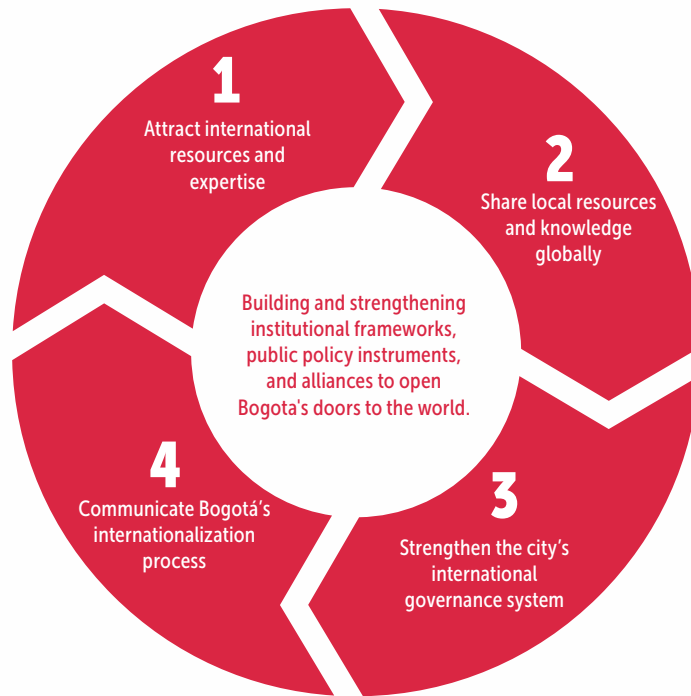 1
Attract international
resources and
expertise
2
Share local resources
and knowledge
globally
Building and strengthening
institutional frameworks,
public policy instruments,
and alliances to open
Bogota's doors to the world.
3
Strengthen the city's
international
governance system
4
Communicate Bogotá's
internationalization
process